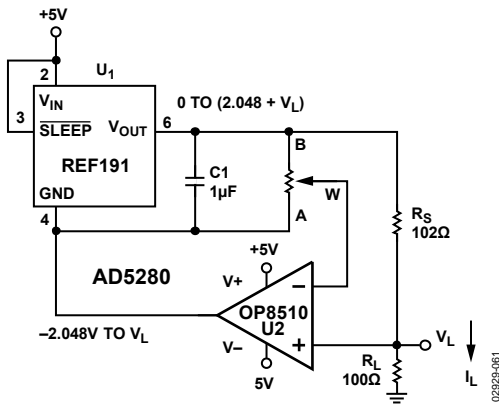 +5V
2
U1
VIN
3
SLEEP
VOUT
6
0 TO (2.048 + VL)
REF191
GND
4
C1
1µF
B
W
A
RS
102Ω
AD5280
+5V
V+
−
OP8510
U2
+
V−
5V
−2.048V TO VL
VL
RL
100Ω
IL
02929-061